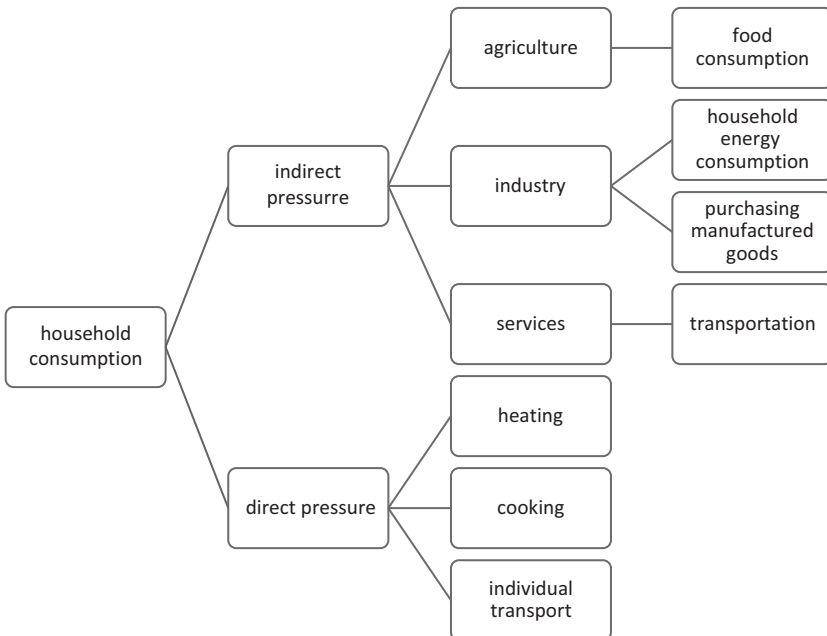 household
consumption
indirect
pressurre
direct pressure
agriculture
industry
services
heating
cooking
individual
transport
food
consumption
household
energy
consumption
purchasing
manufactured
goods
transportation